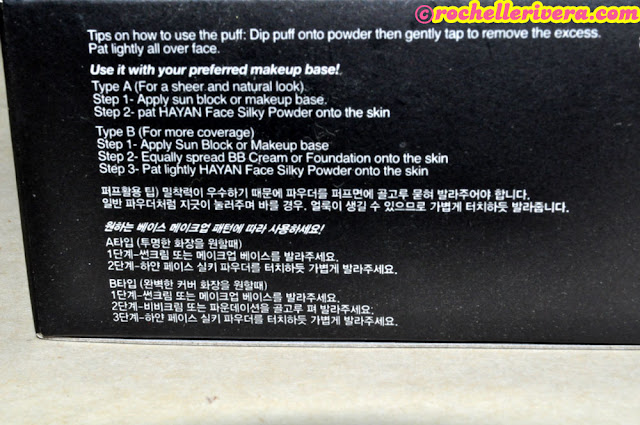 © rochellerivera.com
Tips on how to use the puff: Dip puff onto powder then gently tap to remove the excess.
Pat lightly all over face.
Use it with your preferred makeup base!
Type A (For a sheer and natural look)
Step 1- Apply sun block or makeup base.
Step 2- pat HAYAN Face Silky Powder onto the skin
Type B (For more coverage)
Step 1- Apply Sun Block or Makeup base
Step 2- Equally spread BB Cream or Foundation onto the skin
Step 3- Pat lightly HAYAN Face Silky Powder onto the skin
퍼프활용 팁) 밀착력이 우수하기 때문에 파우더를 퍼프면에 골고루 묻혀 발라주어야 합니다.
일반 파우더처럼 지긋이 눌러주며 바를 경우. 얼룩이 생길 수 있으므로 가볍게 터치하듯 발라줍니다.
원하는 베이스 메이크업 패턴에 따라 사용하세요!
A타입 (투명한 화장을 원할때)
1단계-썬크림 또는 메이크업 베이스를 발라주세요.
2단계-하얀 페이스 실키 파우더를 터치하듯 가볍게 발라주세요.
B타입 (완벽한 커버 화장을 원할때)
1단계-썬크림 또는 메이크업 베이스를 발라주세요.
2단계-비비크림 또는 파운데이션을 골고루 펴 발라주세요.
3단계-하얀 페이스 실키 파우더를 터치하듯 가볍게 발라주세요.